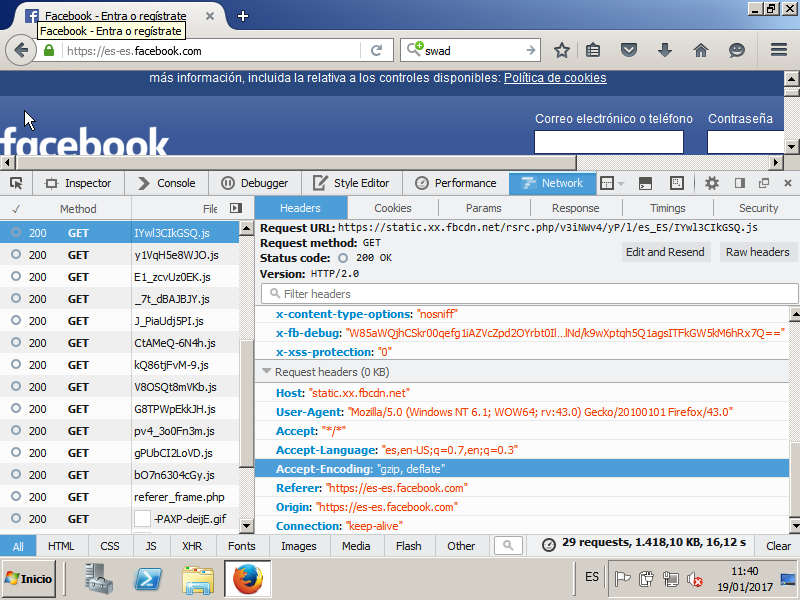 Facebook - Entra o regístrate
Facebook - Entra o regístrate
https://es-es.facebook.com
swad
más información, incluida la relativa a los controles disponibles: Política de cookies
facebook
Correo electrónico o teléfono Contraseña
Inspector Console Debugger Style Editor Performance Network
✓ Method File Headers Cookies Params Response Timings Security
200 GET IYwl3CIkGSQ.js
200 GET y1VqH5e8WJO.js
200 GET E1_zcvUz0EK.js
200 GET _7t_dBAJBJY.js
200 GET J_PiaUdj5PI.js
200 GET CtAMeQ-6N4h.js
200 GET kQ86tjFvM-9.js
200 GET V8OSQt8mVKb.js
200 GET G8TPWpEkkJH.js
200 GET pv4_3o0Fn3m.js
200 GET gPUbCI2LoVD.js
200 GET bO7n6304cGy.js
200 GET referer_frame.php
200 GET -PAXP-deijE.gif
Request URL: https://static.xx.fbcdn.net/rsrc.php/v3iNWv4/yP/l/es_ES/IYwl3CIkGSQ.js
Request method: GET
Status code: 200 OK
Edit and Resend Raw headers
Version: HTTP/2.0
Filter headers
x-content-type-options: "nosniff"
x-fb-debug: "W85aWQjhCSkr00qefg1iAZVcZpd2OYrbt0Il…lNd/k9wXptqh5Q1agsITFkGW5kM6hRx7Q=="
x-xss-protection: "0"
Request headers (0 KB)
Host: "static.xx.fbcdn.net"
User-Agent: "Mozilla/5.0 (Windows NT 6.1; WOW64; rv:43.0) Gecko/20100101 Firefox/43.0"
Accept: "*/*"
Accept-Language: "es,en-US;q=0.7,en;q=0.3"
Accept-Encoding: "gzip, deflate"
Referer: "https://es-es.facebook.com"
Origin: "https://es-es.facebook.com"
Connection: "keep-alive"
All HTML CSS JS XHR Fonts Images Media Flash Other 29 requests, 1.418,10 KB, 16,12 s Clear
Inicio
ES
11:40
19/01/2017